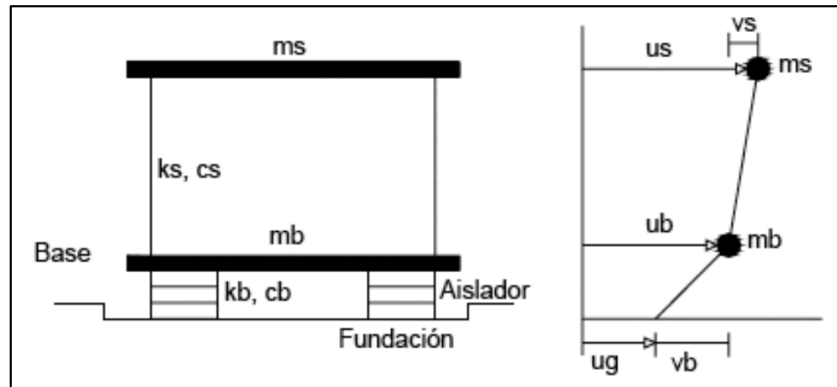 ms
ks, cs
mb
Base
kb, cb
Aislador
Fundación
vs
us
ms
ub
mb
ug
vb